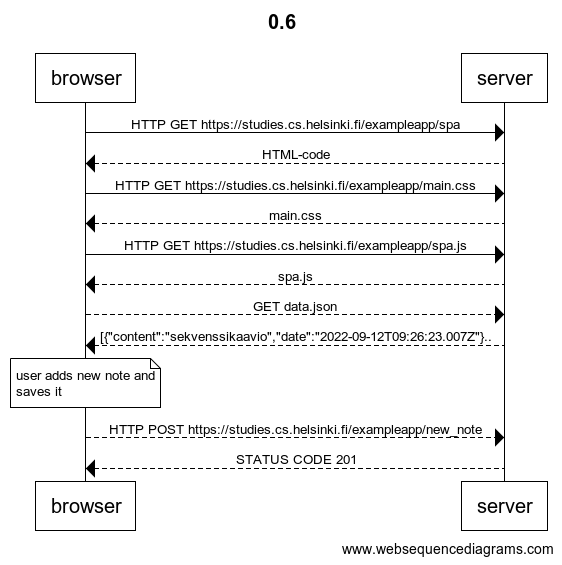 0.6
browser server
HTTP GET https://studies.cs.helsinki.fi/exampleapp/spa
HTML-code
HTTP GET https://studies.cs.helsinki.fi/exampleapp/main.css
main.css
HTTP GET https://studies.cs.helsinki.fi/exampleapp/spa.js
spa.js
GET data.json
[{"content":"sekvenssikaavio","date":"2022-09-12T09:26:23.007Z"}..
user adds new note and
saves it
HTTP POST https://studies.cs.helsinki.fi/exampleapp/new_note
STATUS CODE 201
browser server
www.websequencediagrams.com